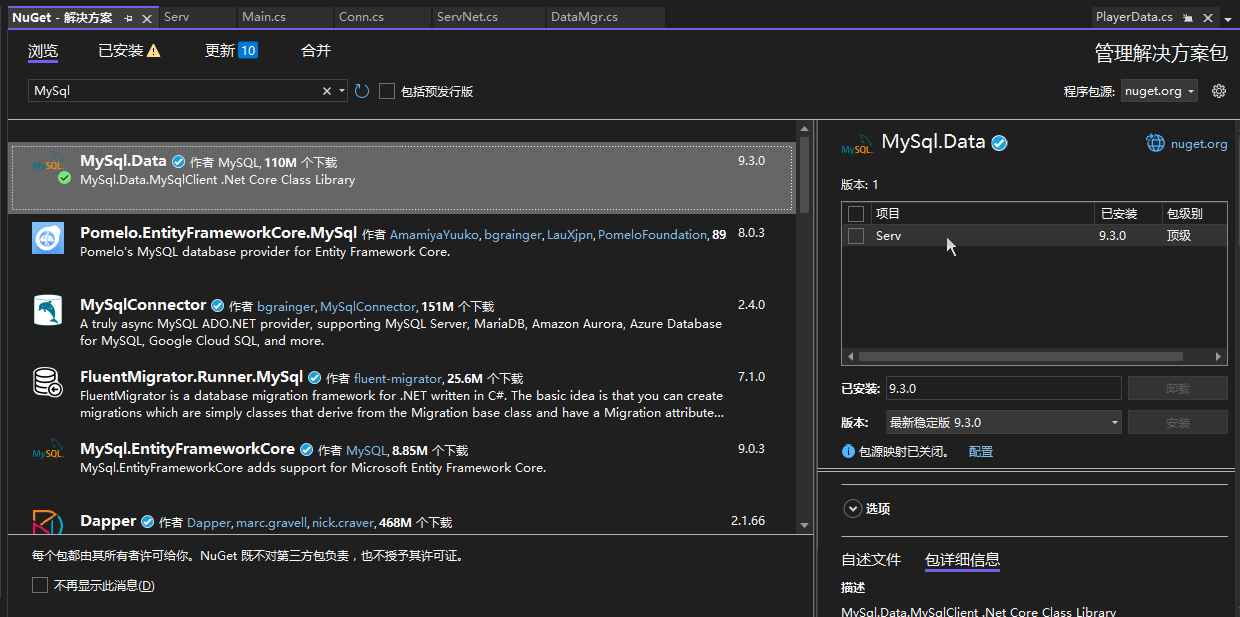 NuGet - 解决方案 Serv Main.cs Conn.cs ServNet.cs DataMgr.cs PlayerData.cs
浏览 已安装 更新 10 合并 管理解决方案包
MySql 包括预发行版 程序包源: nuget.org
MySQL MySql.Data 作者 MySQL, 110M 个下载 9.3.0
MySql.Data.MySqlClient .Net Core Class Library
Pomelo.EntityFrameworkCore.MySql 作者 AmamiyaYuuko, bgrainger, LauXjpn, PomeloFoundation, 89 8.0.3
Pomelo's MySQL database provider for Entity Framework Core.
MySqlConnector 作者 bgrainger, MySqlConnector, 151M 个下载 2.4.0
A truly async MySQL ADO.NET provider, supporting MySQL Server, MariaDB, Amazon Aurora, Azure Database
for MySQL, Google Cloud SQL, and more.
FluentMigrator.Runner.MySql 作者 fluent-migrator, 25.6M 个下载 7.1.0
FluentMigrator is a database migration framework for .NET written in C#. The basic idea is that you can create
migrations which are simply classes that derive from the Migration base class and have a Migration attribute...
MySQL MySql.EntityFrameworkCore 作者 MySQL, 8.85M 个下载 9.0.3
MySql.EntityFrameworkCore adds support for Microsoft Entity Framework Core.
Dapper 作者 Dapper, marc.gravell, nick.craver, 468M 个下载 2.1.66
每个包都由其所有者许可给你。NuGet 既不对第三方包负责，也不授予其许可证。
不再显示此消息(D)
MySQL MySql.Data nuget.org
版本: 1
项目 已安装 包级别
Serv 9.3.0 顶级
已安装: 9.3.0 卸载
版本: 最新稳定版 9.3.0 安装
包源映射已关闭。 配置
选项
自述文件 包详细信息
描述
MySql.Data.MySqlClient .Net Core Class Library